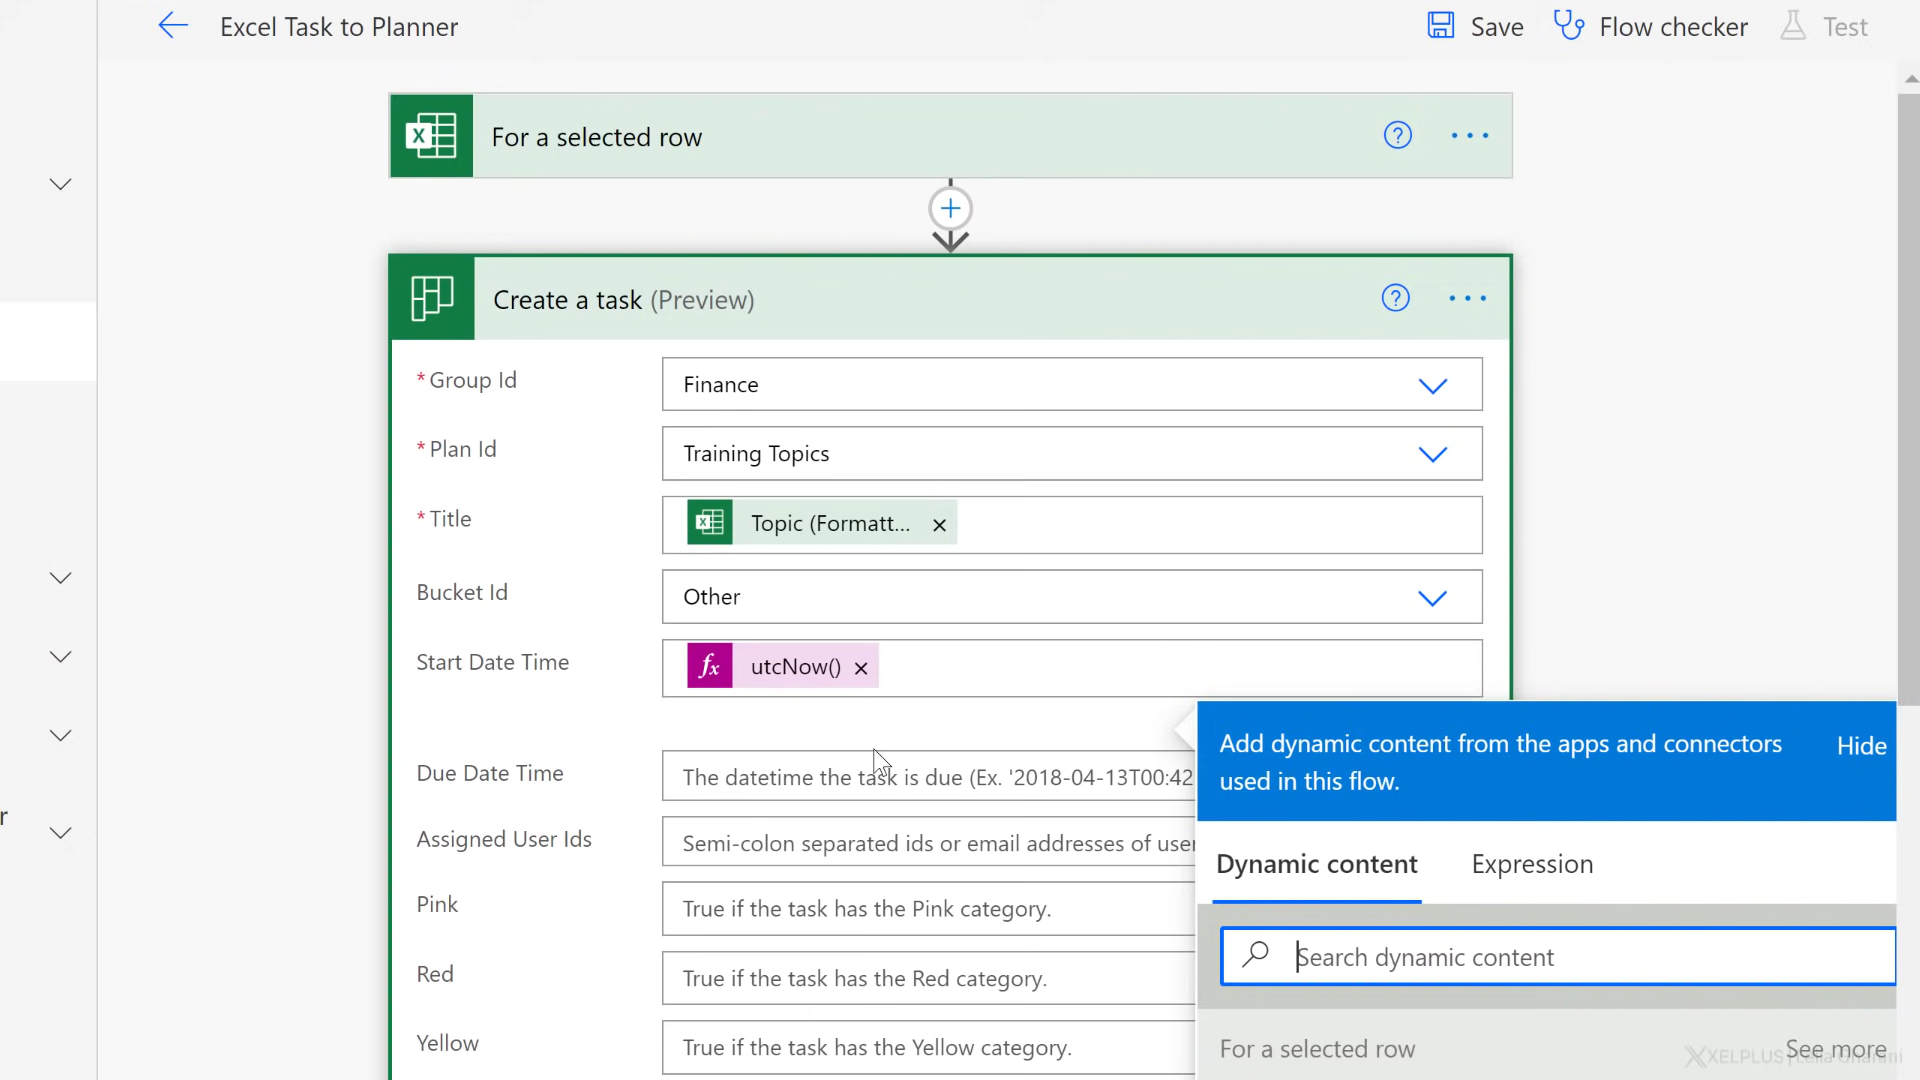 Excel Task to Planner
Save
Flow checker
Test
For a selected row
?
Create a task (Preview)
?
* Group Id
Finance
* Plan Id
Training Topics
* Title
Topic (Formatt...
Bucket Id
Other
Start Date Time
fx utcNow()
Due Date Time
The datetime the task is due (Ex. '2018-04-13T00:42
Assigned User Ids
Semi-colon separated ids or email addresses of user
Pink
True if the task has the Pink category.
Red
True if the task has the Red category.
Yellow
True if the task has the Yellow category.
Add dynamic content from the apps and connectors
used in this flow.
Hide
Dynamic content
Expression
Search dynamic content
For a selected row
See more
XELPLUS | Leila Gharani
r